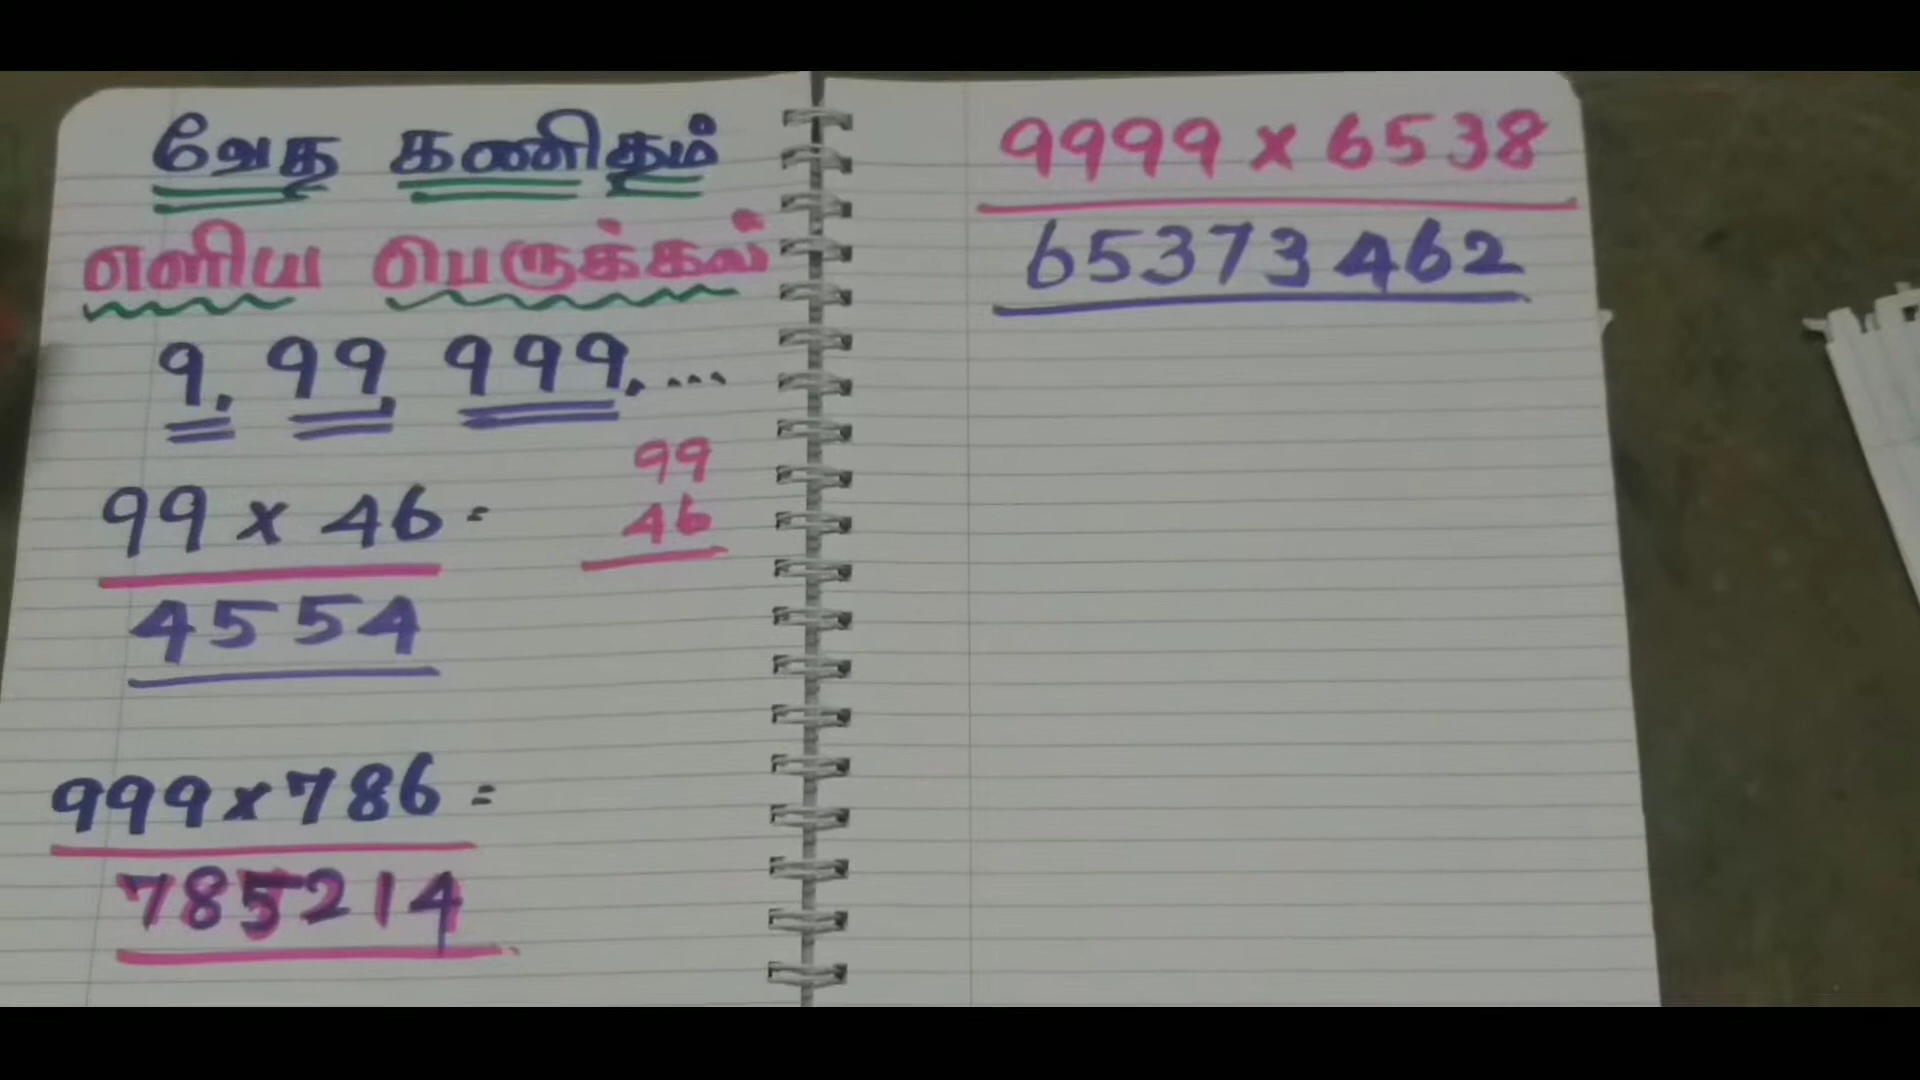 வேத கணிதம்
எளிய பெருக்கல்
9, 99, 999, ....
99 x 46 =
99
46
4554
999 x 786 =
785214
9999 x 6538
65373462